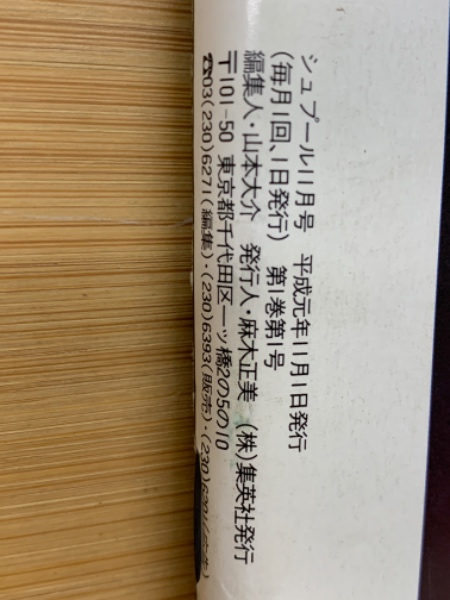 シュプール11月号 平成元年11月1日発行
(毎月1回、1日発行) 第1巻第1号
編集人・山本大介 発行人・麻木正美 (株)集英社発行
〒101-50 東京都千代田区一ッ橋2の5の10
☎03(230)6271(編集)・(230)6393(販売)・(230)